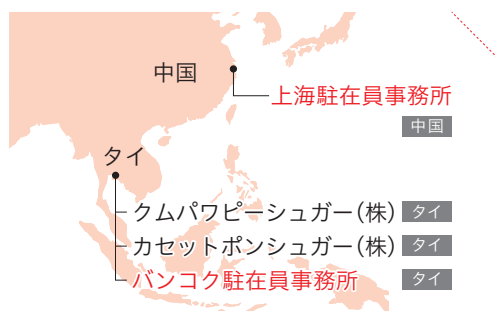 中国
上海駐在員事務所
中国
タイ
クムパワピーシュガー(株) タイ
カセットポンシュガー(株) タイ
バンコク駐在員事務所 タイ